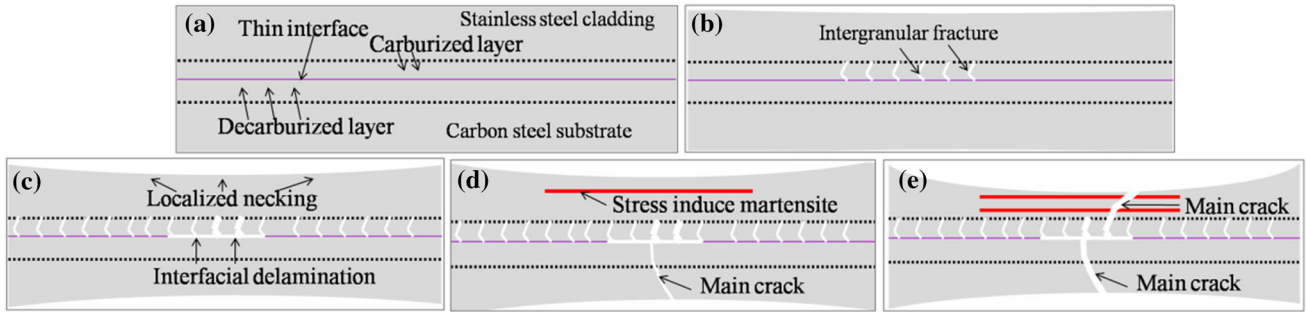 (a)
Stainless steel cladding
Thin interface
Carburized layer
Decarburized layer
Carbon steel substrate
(b)
Intergranular fracture
(c)
Localized necking
Interfacial delamination
(d)
Stress induce martensite
Main crack
(e)
Main crack
Main crack